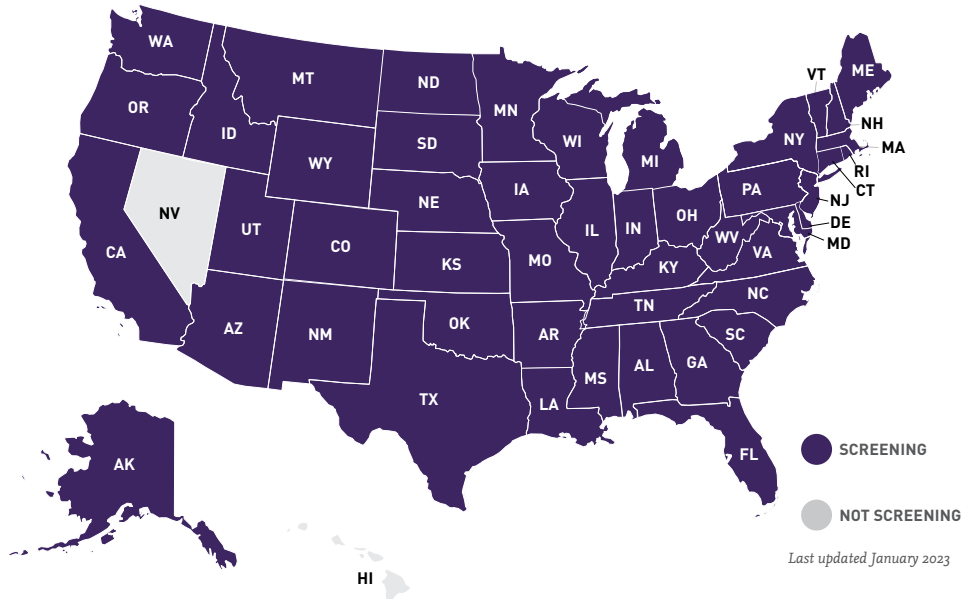 WA
MT
ND
MN
VT
ME
OR
ID
SD
WI
MI
NY
NH
MA
WY
RI
CT
NV
UT
CO
NE
IA
IL
IN
OH
PA
NJ
DE
MD
CA
KS
MO
WV
VA
KY
AZ
NM
OK
AR
TN
NC
SC
TX
LA
MS
AL
GA
FL
AK
HI
SCREENING
NOT SCREENING
Last updated January 2023